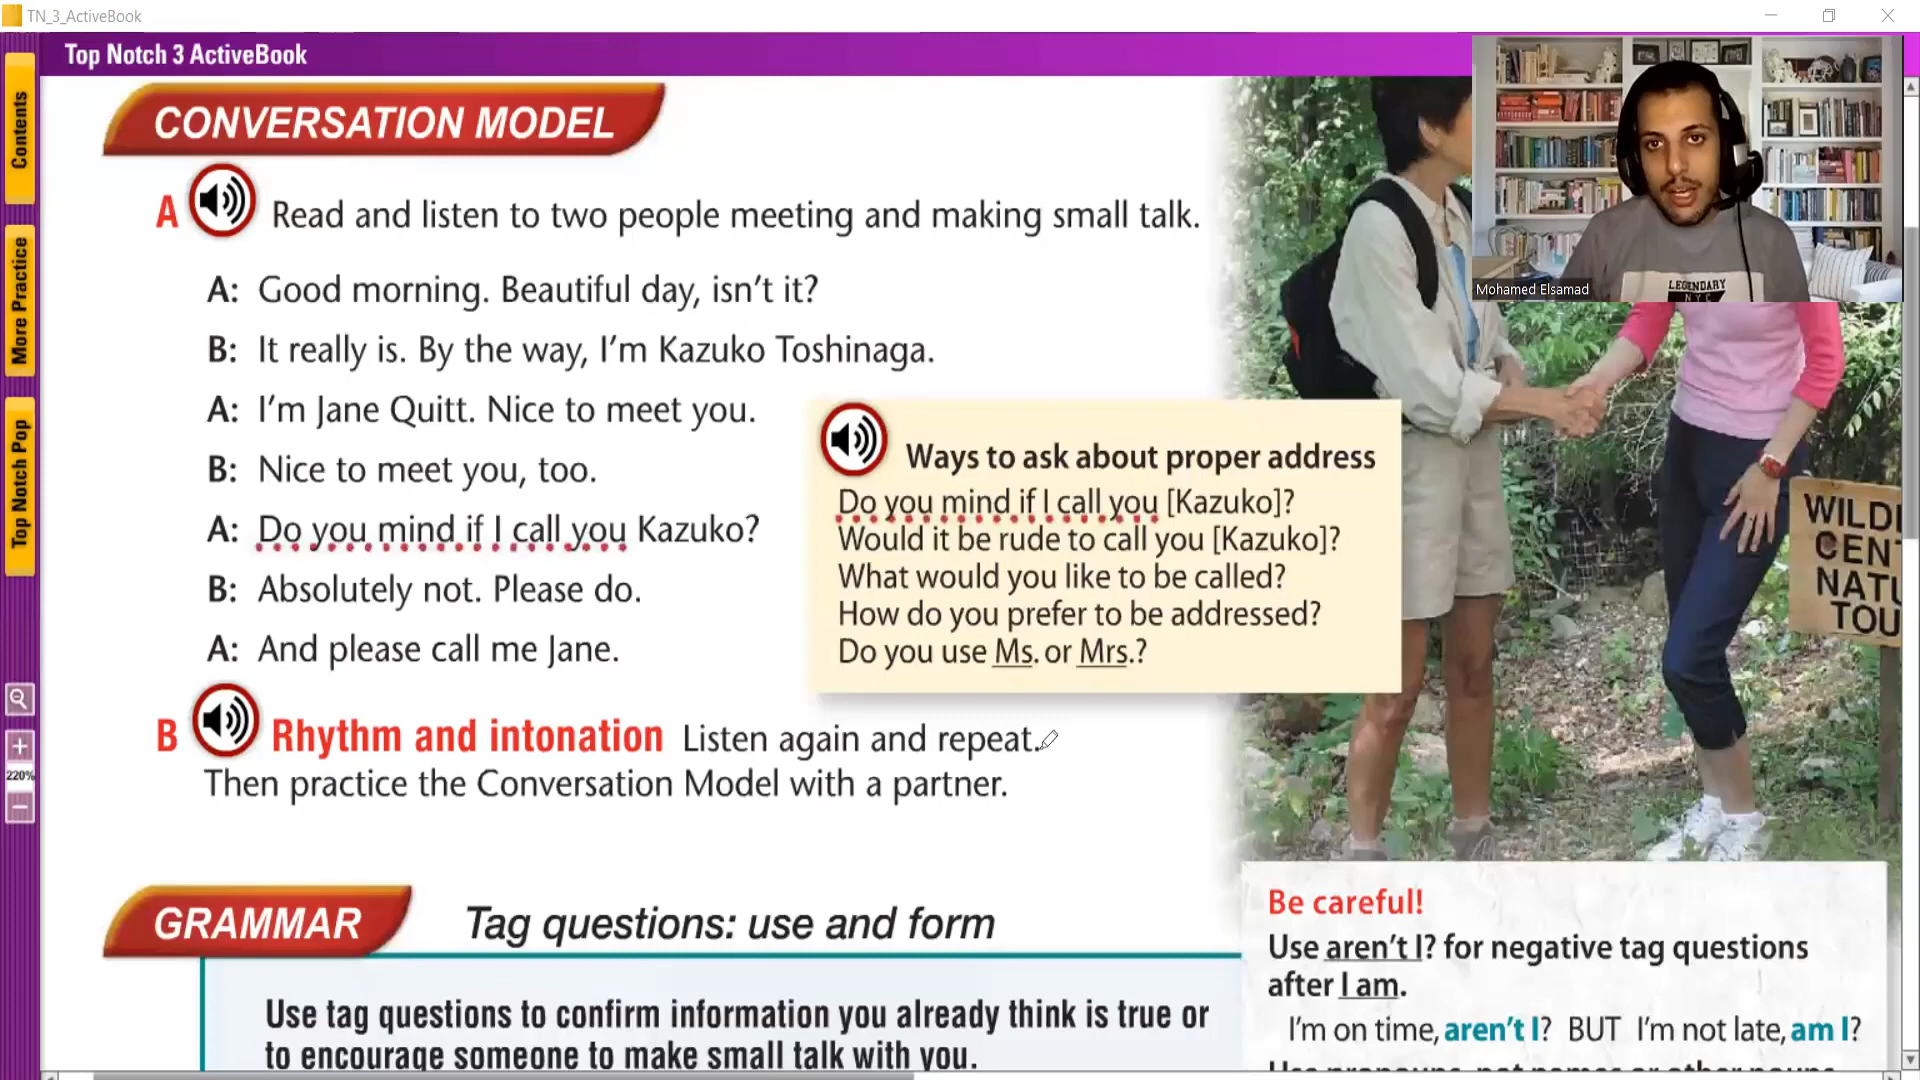 TN_3_ActiveBook
Top Notch 3 ActiveBook
Contents
More Practice
Top Notch Pop
220%
CONVERSATION MODEL
A Read and listen to two people meeting and making small talk.
A: Good morning. Beautiful day, isn't it?
B: It really is. By the way, I'm Kazuko Toshinaga.
A: I'm Jane Quitt. Nice to meet you.
B: Nice to meet you, too.
A: Do you mind if I call you Kazuko?
B: Absolutely not. Please do.
A: And please call me Jane.
Ways to ask about proper address
Do you mind if I call you [Kazuko]?
Would it be rude to call you [Kazuko]?
What would you like to be called?
How do you prefer to be addressed?
Do you use Ms. or Mrs.?
B Rhythm and intonation Listen again and repeat.
Then practice the Conversation Model with a partner.
GRAMMAR Tag questions: use and form
Use tag questions to confirm information you already think is true or
to encourage someone to make small talk with you.
Be careful!
Use aren't I? for negative tag questions
after I am.
I'm on time, aren't I? BUT I'm not late, am I?
Use pronouns, not names or other nouns
LEGENDARY
NYC
Mohamed Elsamad
WILD
CEN
NATU
TOU